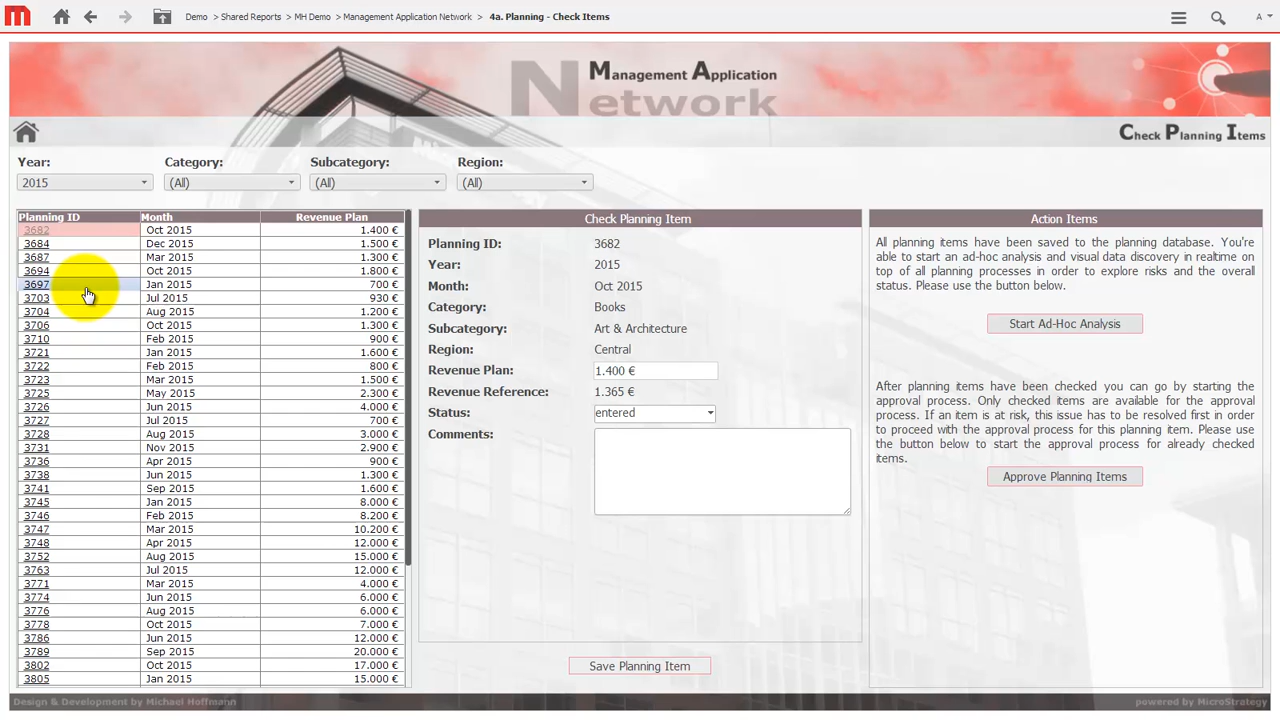 Demo > Shared Reports > MH Demo > Management Application Network > 4a. Planning - Check Items
A
Management Application
Network
Check Planning Items
Year: Category: Subcategory: Region:
2015 (All) (All) (All)
Planning ID Month Revenue Plan
3682 Oct 2015 1.400 €
3684 Dec 2015 1.500 €
3687 Mar 2015 1.300 €
3694 Oct 2015 1.800 €
3697 Jan 2015 700 €
3703 Jul 2015 930 €
3704 Aug 2015 1.200 €
3706 Oct 2015 1.300 €
3710 Feb 2015 900 €
3721 Jan 2015 1.600 €
3722 Feb 2015 800 €
3723 Mar 2015 1.500 €
3725 May 2015 2.300 €
3726 Jun 2015 4.000 €
3727 Jul 2015 700 €
3728 Aug 2015 3.000 €
3731 Nov 2015 2.900 €
3736 Apr 2015 900 €
3738 Jun 2015 1.300 €
3741 Sep 2015 1.600 €
3745 Jan 2015 8.000 €
3746 Feb 2015 8.200 €
3747 Mar 2015 10.200 €
3748 Apr 2015 12.000 €
3752 Aug 2015 15.000 €
3763 Jul 2015 12.000 €
3771 Mar 2015 4.000 €
3774 Jun 2015 6.000 €
3776 Aug 2015 6.000 €
3778 Oct 2015 7.000 €
3786 Jun 2015 12.000 €
3789 Sep 2015 20.000 €
3802 Oct 2015 17.000 €
3805 Jan 2015 15.000 €
Check Planning Item
Planning ID: 3682
Year: 2015
Month: Oct 2015
Category: Books
Subcategory: Art & Architecture
Region: Central
Revenue Plan: 1.400 €
Revenue Reference: 1.365 €
Status: entered
Comments:
Save Planning Item
Action Items
All planning items have been saved to the planning database. You're
able to start an ad-hoc analysis and visual data discovery in realtime on
top of all planning processes in order to explore risks and the overall
status. Please use the button below.
Start Ad-Hoc Analysis
After planning items have been checked you can go by starting the
approval process. Only checked items are available for the approval
process. If an item is at risk, this issue has to be resolved first in order
to proceed with the approval process for this planning item. Please use
the button below to start the approval process for already checked
items.
Approve Planning Items
Design & Development by Michael Hoffmann
powered by MicroStrategy